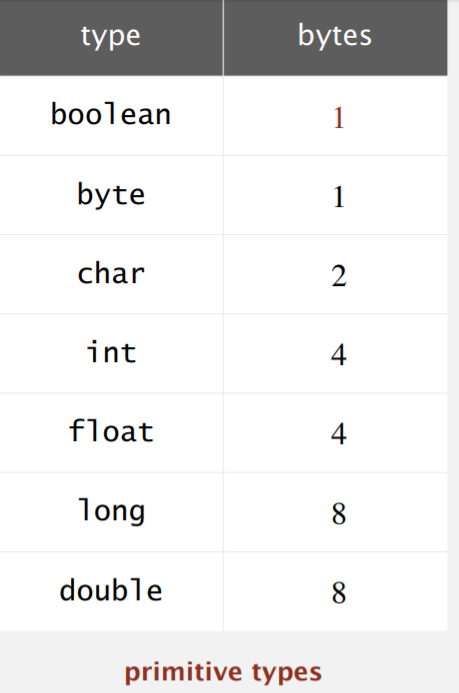 type bytes
boolean 1
byte 1
char 2
int 4
float 4
long 8
double 8
primitive types